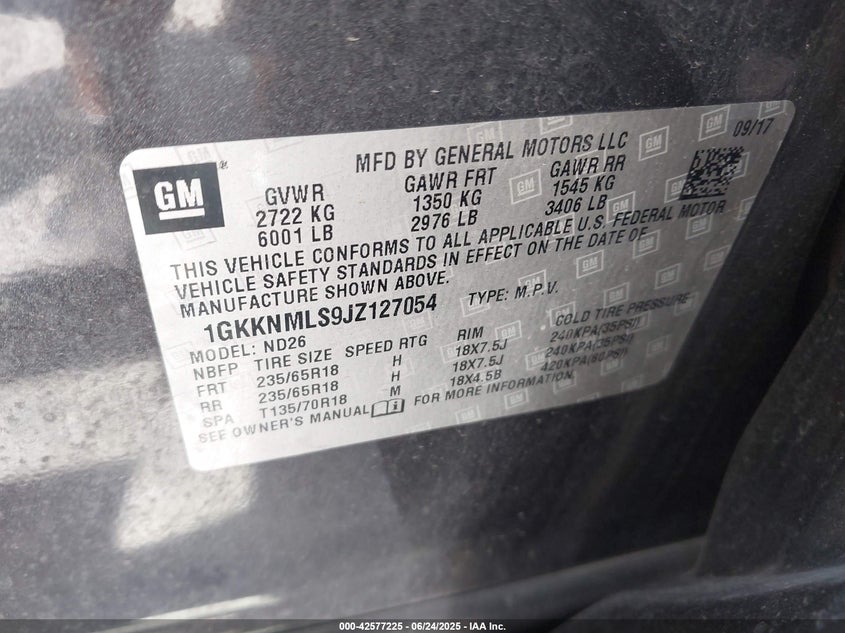 GM
®
MFD BY GENERAL MOTORS LLC
09/17
GVWR GAWR FRT GAWR RR
2722 KG 1350 KG 1545 KG
6001 LB 2976 LB 3406 LB
THIS VEHICLE CONFORMS TO ALL APPLICABLE U.S. FEDERAL MOTOR
VEHICLE SAFETY STANDARDS IN EFFECT ON THE DATE OF
MANUFACTURE SHOWN ABOVE.
1GKKNMLS9JZ127054 TYPE: M.P.V.
MODEL: ND26
NBFP TIRE SIZE SPEED RTG RIM COLD TIRE PRESSURE
FRT 235/65R18 H 18X7.5J 240KPA(35PSI)
RR 235/65R18 H 18X7.5J 240KPA(35PSI)
SPA T135/70R18 M 18X4.5B 420KPA(60PSI)
SEE OWNER'S MANUAL FOR MORE INFORMATION
000-42577225 - 06/24/2025 - IAA Inc.